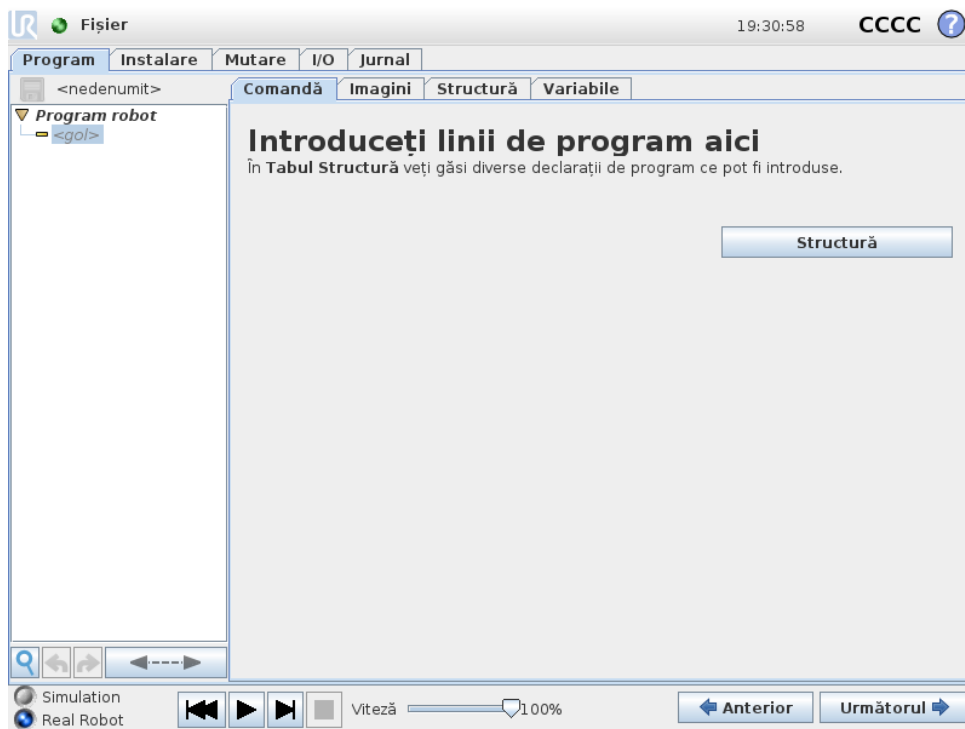 UR Fișier 19:30:58 CCCC ?
Program Instalare Mutare I/O Jurnal
<nedenumit> Comandă Imagini Structură Variabile
Program robot
<gol>
Introduceți linii de program aici
În Tabul Structură veți găsi diverse declarații de program ce pot fi introduse.
Structură
Simulation
Real Robot
Viteză 100% Anterior Următorul